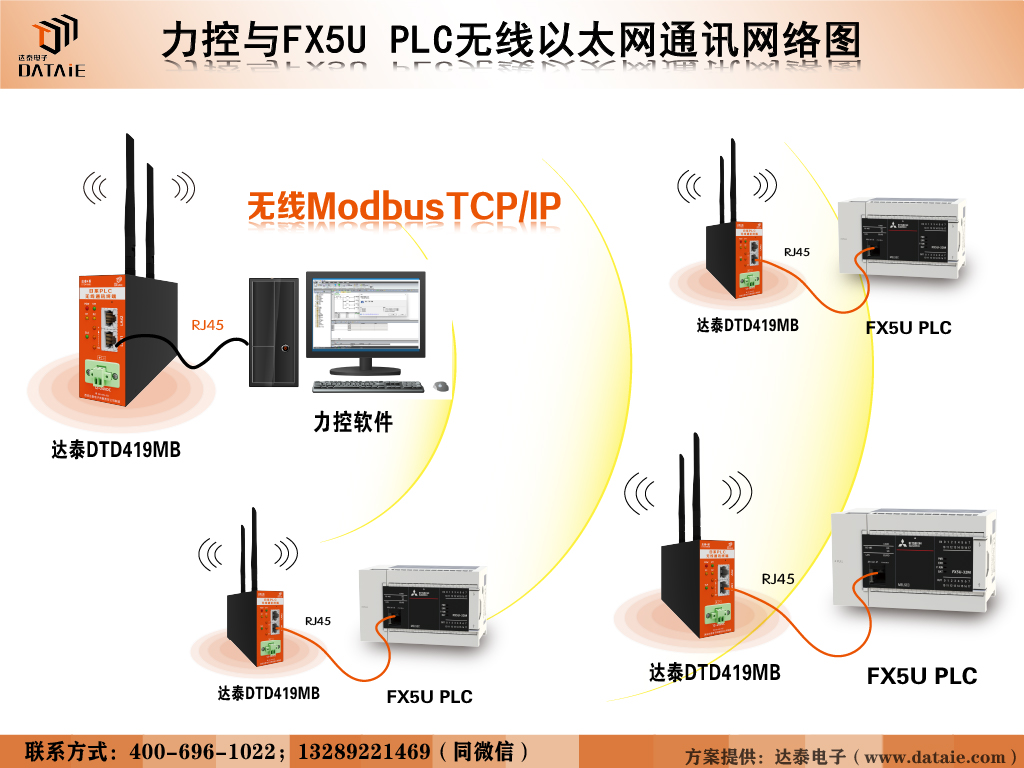 达泰电子
DATAIE
力控与FX5U PLC无线以太网通讯网络图
无线ModbusTCP/IP
RJ45
力控软件
达泰DTD419MB
RJ45
达泰DTD419MB
FX5U PLC
RJ45
达泰DTD419MB
FX5U PLC
RJ45
达泰DTD419MB
FX5U PLC
联系方式：400-696-1022；13289221469（同微信）
方案提供：达泰电子（www.dataie.com）